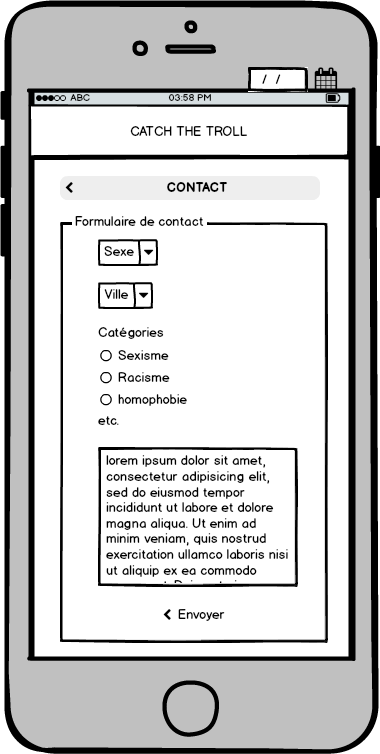 / /
ABC 03:58 PM
CATCH THE TROLL
CONTACT
Formulaire de contact
Sexe
Ville
Catégories
Sexisme
Racisme
homophobie
etc.
lorem ipsum dolor sit amet,
consectetur adipisicing elit,
sed do eiusmod tempor
incididunt ut labore et dolore
magna aliqua. Ut enim ad
minim veniam, quis nostrud
exercitation ullamco laboris nisi
ut aliquip ex ea commodo
Envoyer